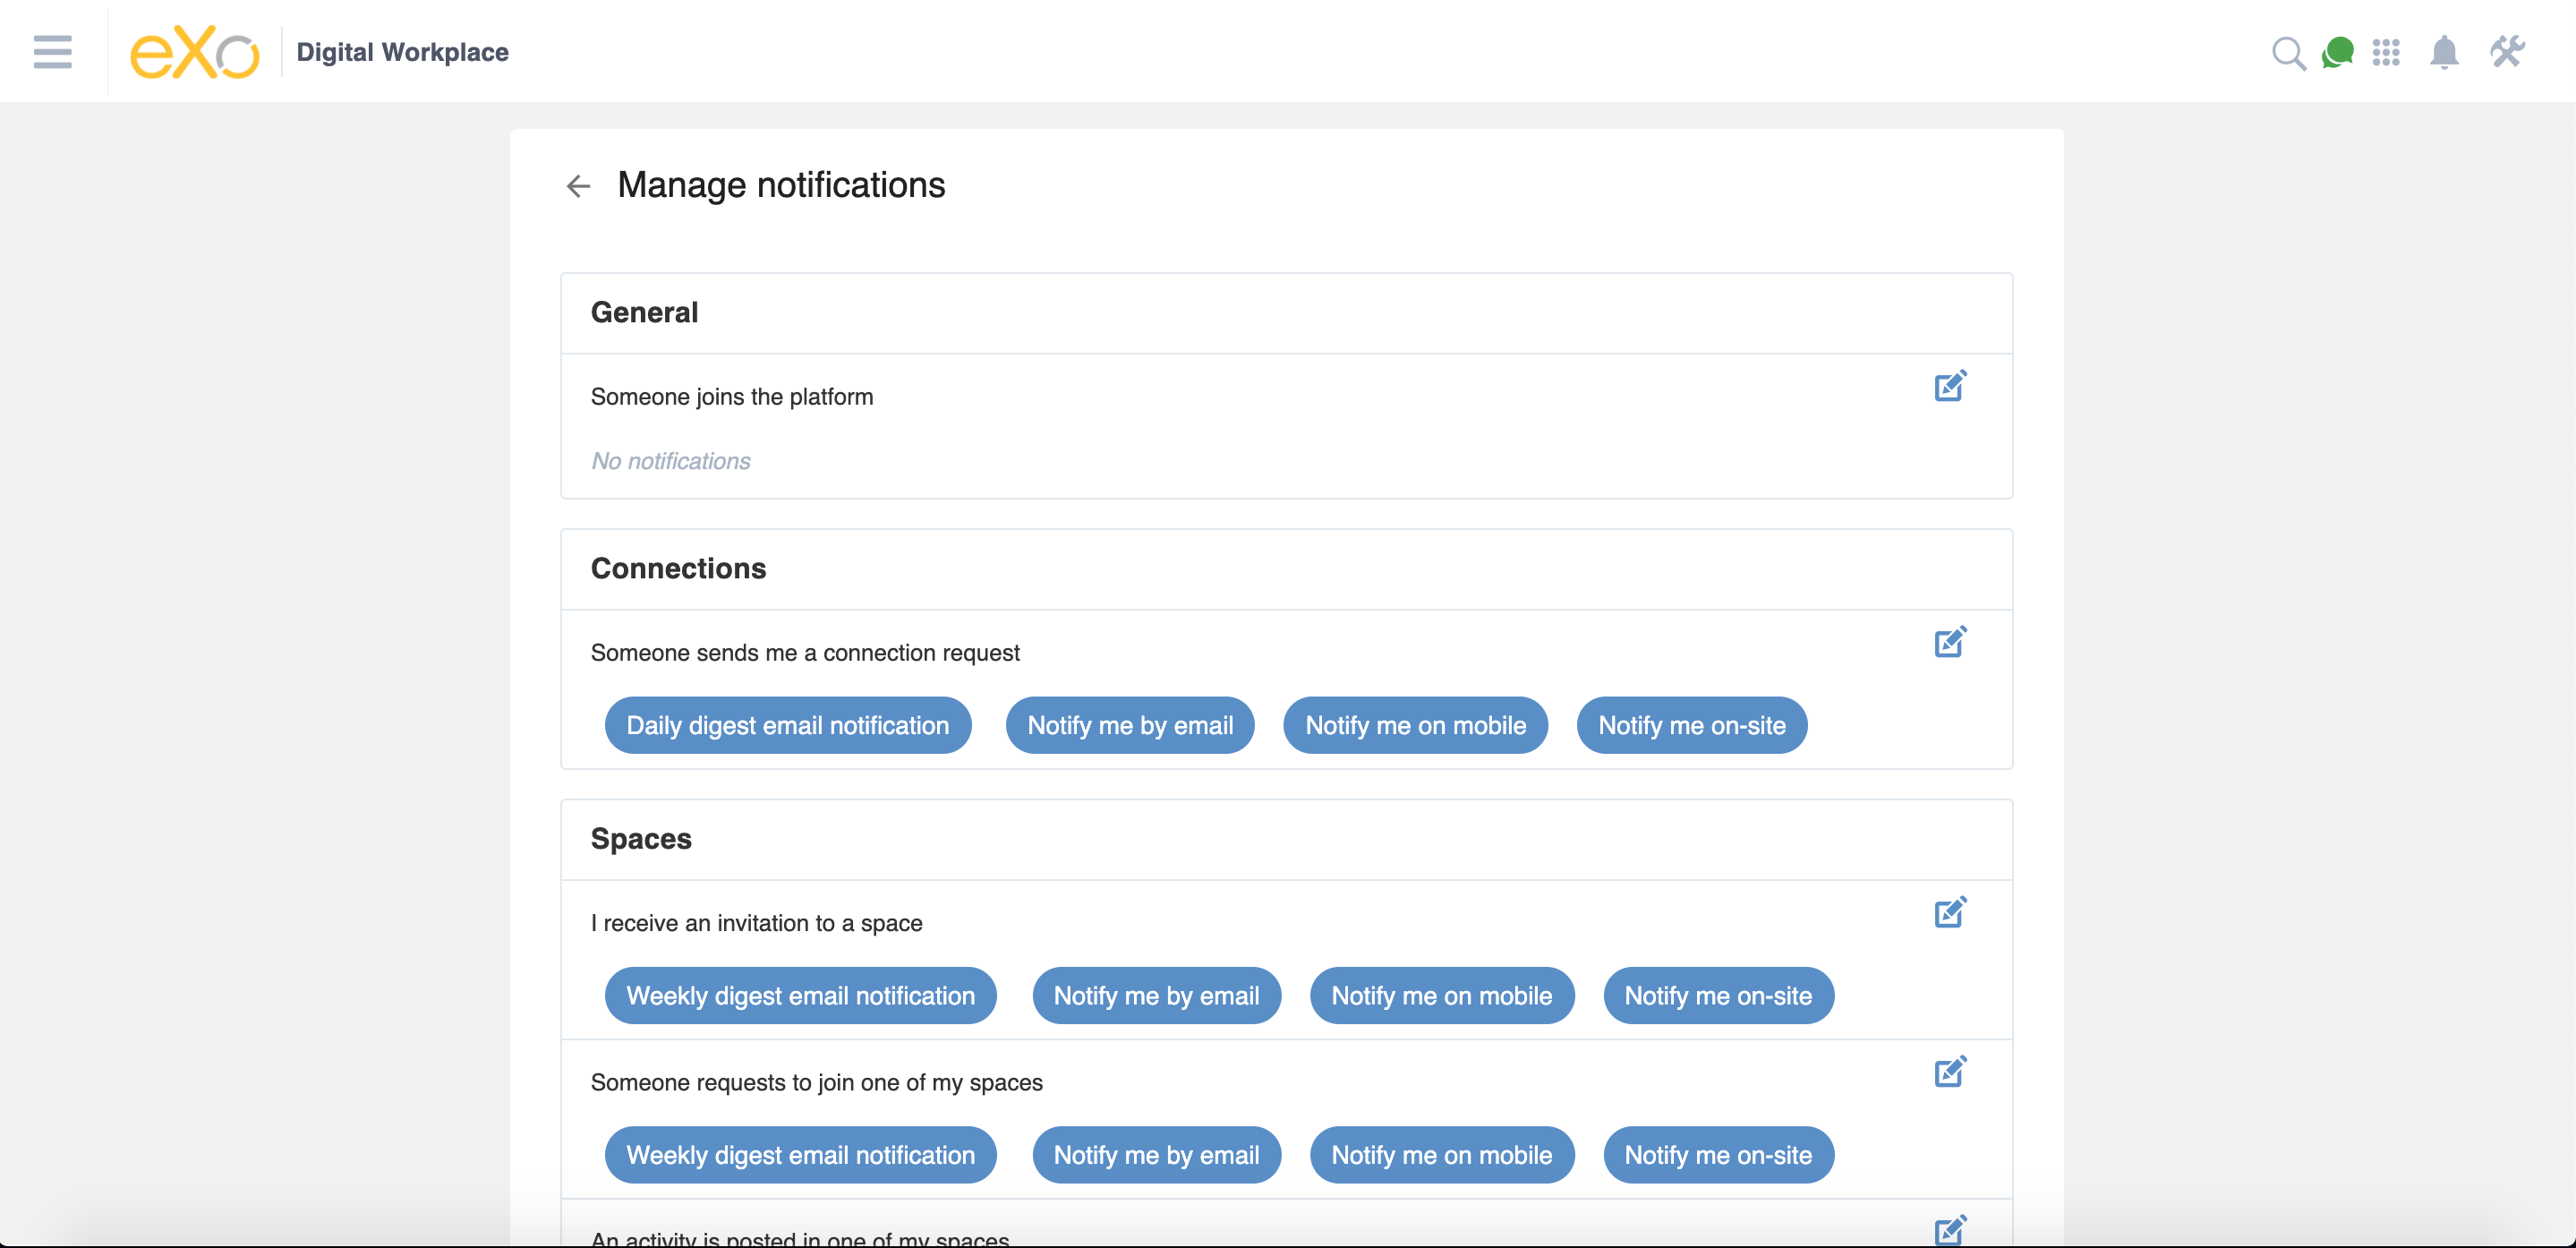 eXo Digital Workplace
Manage notifications
General
Someone joins the platform
No notifications
Connections
Someone sends me a connection request
Daily digest email notification Notify me by email Notify me on mobile Notify me on-site
Spaces
I receive an invitation to a space
Weekly digest email notification Notify me by email Notify me on mobile Notify me on-site
Someone requests to join one of my spaces
Weekly digest email notification Notify me by email Notify me on mobile Notify me on-site
An activity is posted in one of my spaces